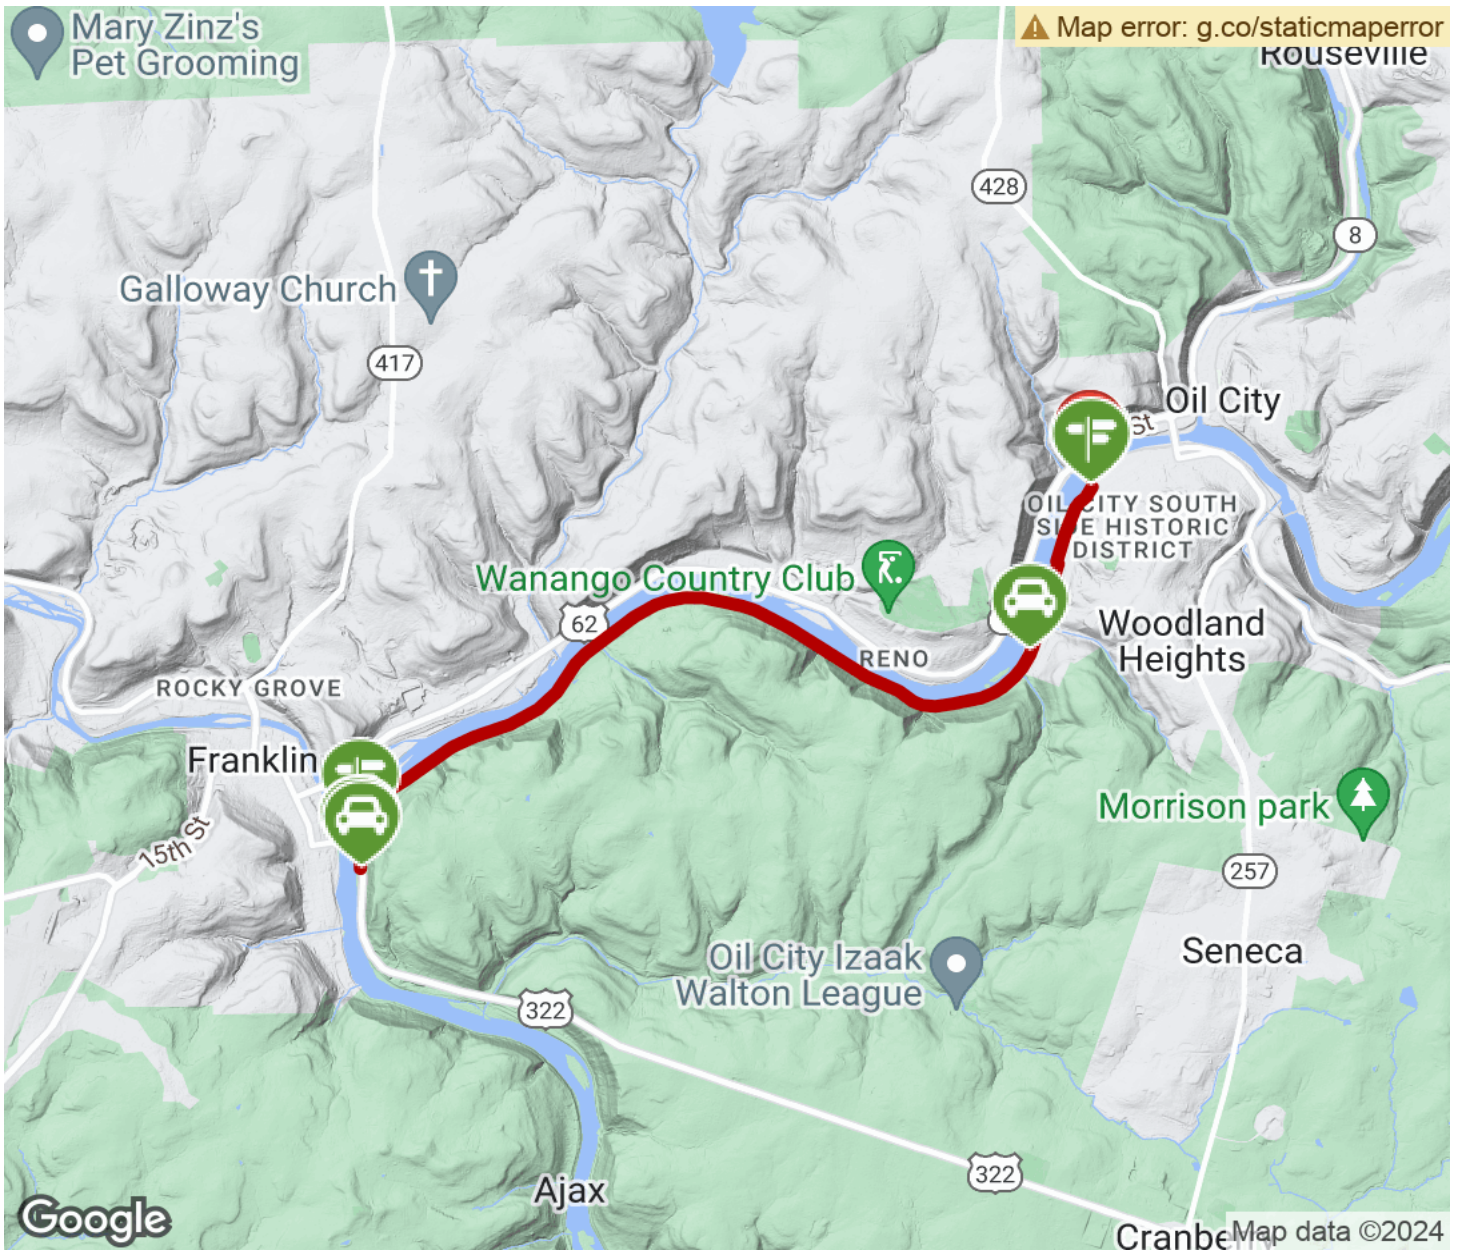 Mary Zinz's
Pet Grooming
Map error: g.co/staticmaperror
Rouseville
428
8
Galloway Church
417
Oil City
St
OIL CITY SOUTH
SIDE HISTORIC
DISTRICT
Wanango Country Club
62
Woodland
Heights
RENO
ROCKY GROVE
Franklin
Morrison park
15th St
257
Oil City Izaak
Walton League
Seneca
322
322
Ajax
Google
Map data ©2024